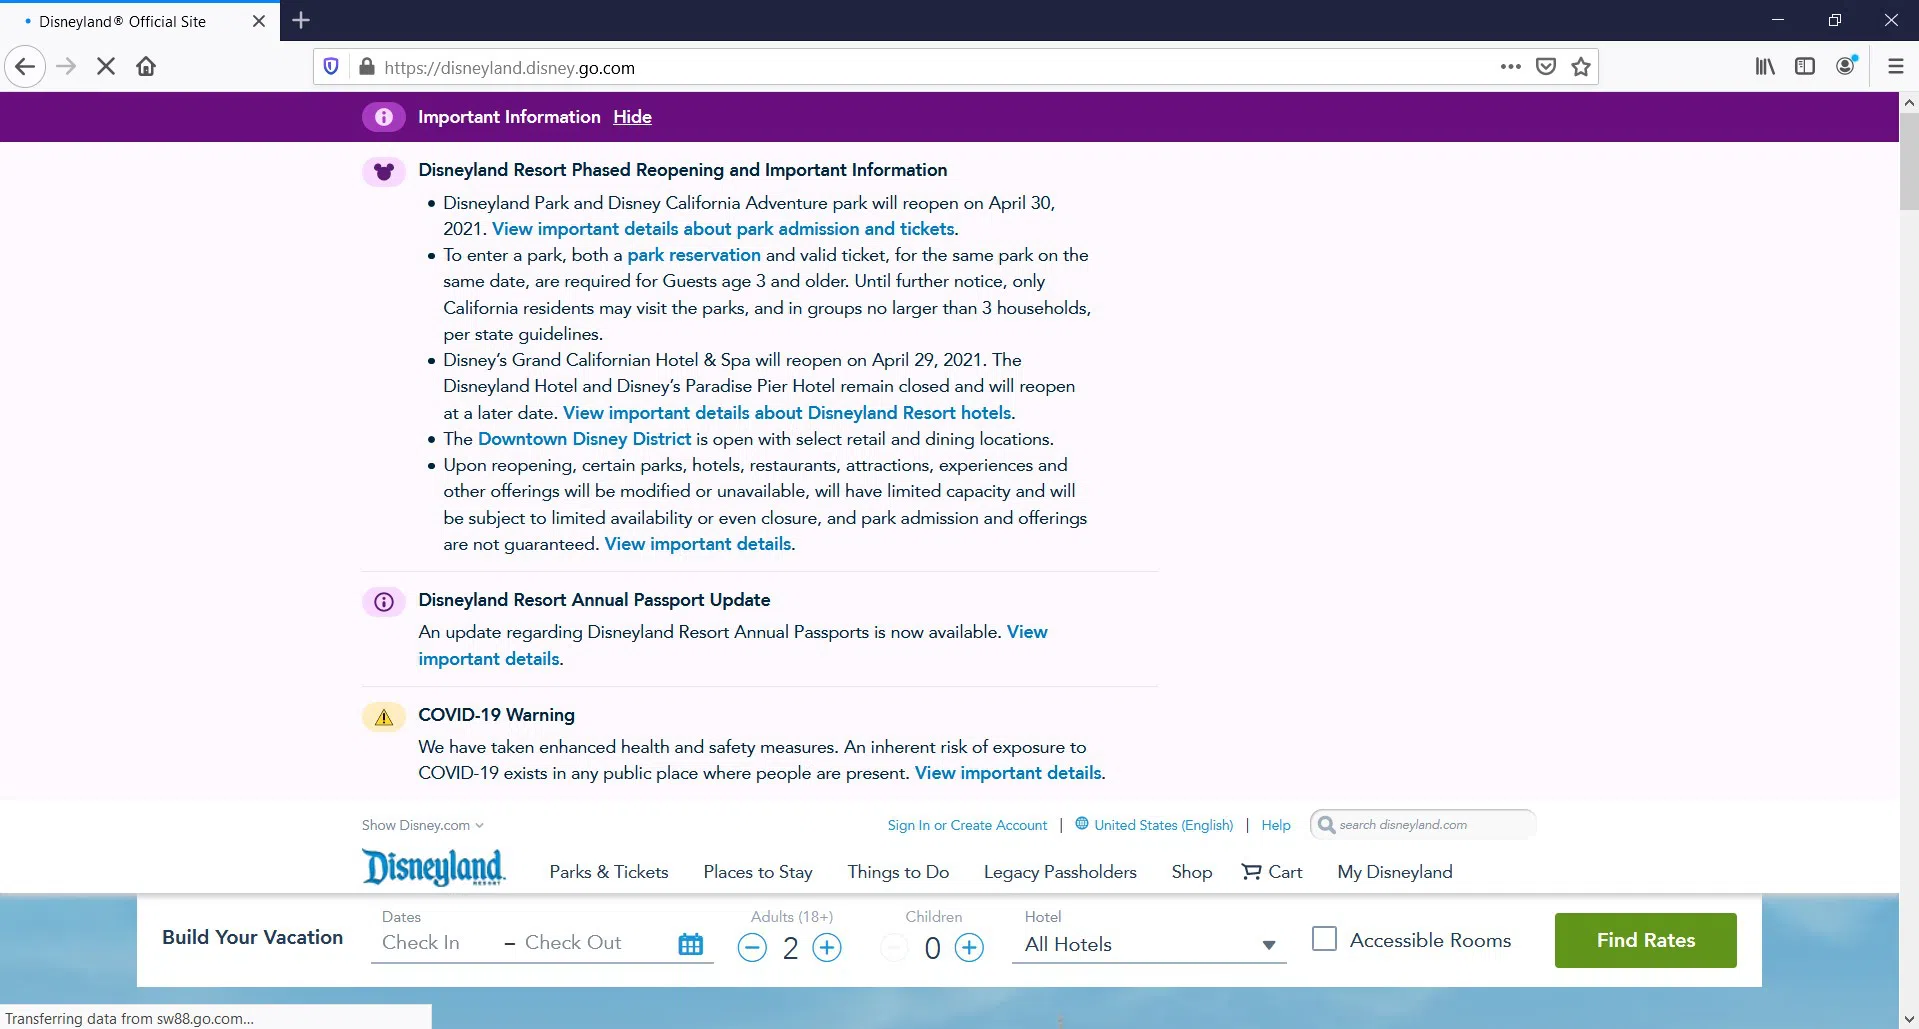 Disneyland® Official Site
https://disneyland.disney.go.com
Important Information Hide
Disneyland Resort Phased Reopening and Important Information
• Disneyland Park and Disney California Adventure park will reopen on April 30,
2021. View important details about park admission and tickets.
• To enter a park, both a park reservation and valid ticket, for the same park on the
same date, are required for Guests age 3 and older. Until further notice, only
California residents may visit the parks, and in groups no larger than 3 households,
per state guidelines.
• Disney’s Grand Californian Hotel & Spa will reopen on April 29, 2021. The
Disneyland Hotel and Disney’s Paradise Pier Hotel remain closed and will reopen
at a later date. View important details about Disneyland Resort hotels.
• The Downtown Disney District is open with select retail and dining locations.
• Upon reopening, certain parks, hotels, restaurants, attractions, experiences and
other offerings will be modified or unavailable, will have limited capacity and will
be subject to limited availability or even closure, and park admission and offerings
are not guaranteed. View important details.
Disneyland Resort Annual Passport Update
An update regarding Disneyland Resort Annual Passports is now available. View
important details.
COVID-19 Warning
We have taken enhanced health and safety measures. An inherent risk of exposure to
COVID-19 exists in any public place where people are present. View important details.
Show Disney.com Sign In or Create Account | United States (English) | Help search disneyland.com
Disneyland RESORT Parks & Tickets Places to Stay Things to Do Legacy Passholders Shop Cart My Disneyland
Dates Adults (18+) Children Hotel
Build Your Vacation Check In – Check Out 2 0 All Hotels Accessible Rooms Find Rates
Transferring data from sw88.go.com...